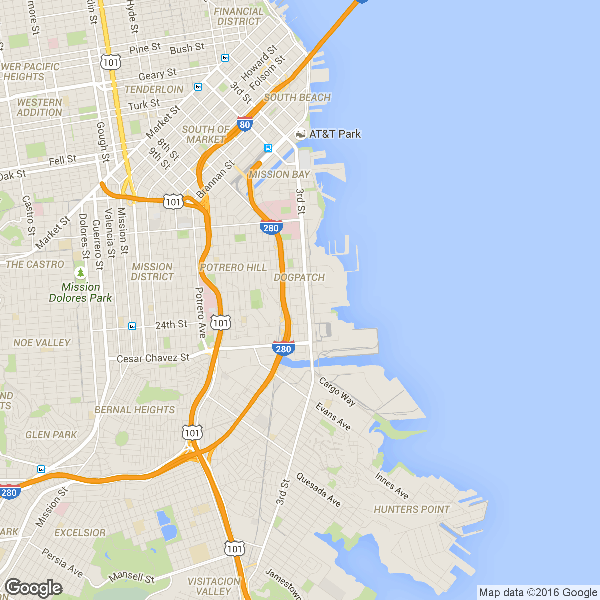 FINANCIAL
DISTRICT
Hyde St
Pine St
Bush St
101
Howard St
Folsom St
Geary St
3rd St
TENDERLOIN
WESTERN
ADDITION
Turk St
SOUTH BEACH
Market St
SOUTH OF
MARKET
80
AT&T Park
Gough St
8th St
9th St
Fell St
Oak St
Brannan St
MISSION BAY
Castro St
101
3rd St
Market St
Dolores St
Guerrero St
Valencia St
Mission St
280
THE CASTRO
Mission
Dolores Park
MISSION
DISTRICT
POTRERO HILL
DOGPATCH
Potrero Ave
24th St
101
NOE VALLEY
Cesar Chavez St
280
Cargo Way
BERNAL HEIGHTS
Evans Ave
GLEN PARK
101
280
Mission St
3rd St
Quesada Ave
Innes Ave
HUNTERS POINT
EXCELSIOR
Persia Ave
101
Mansell St
VISITACION
VALLEY
Jamestown
Google
Map data ©2016 Google